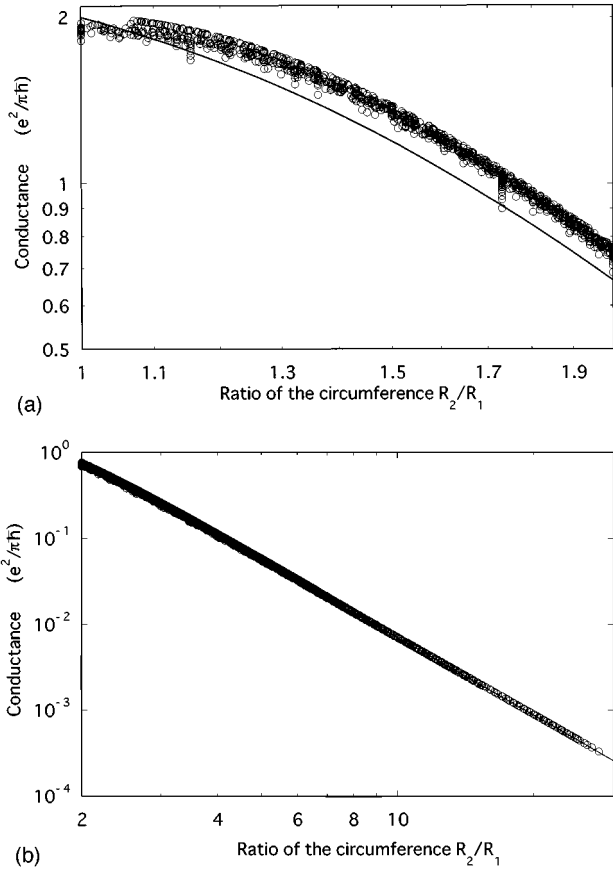 2
1
0.9
0.8
0.7
0.6
0.5
Conductance (e²/πħ)
1 1.1 1.3 1.5 1.7 1.9
Ratio of the circumference R₂/R₁
(a)
10⁰
10⁻¹
10⁻²
10⁻³
10⁻⁴
Conductance (e²/πħ)
2 4 6 8 10
Ratio of the circumference R₂/R₁
(b)